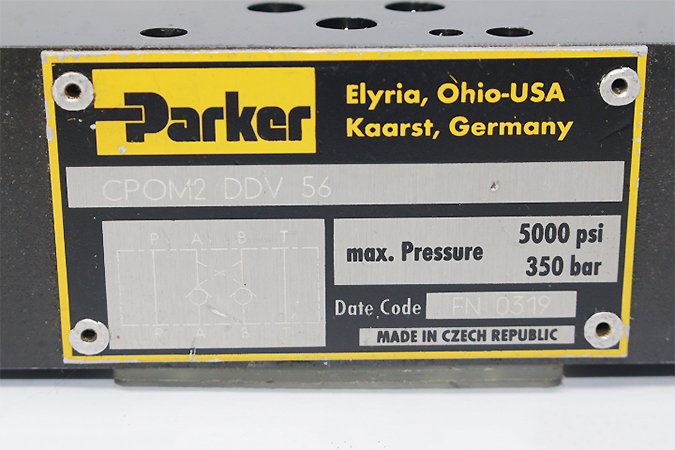 Parker
Elyria, Ohio-USA
Kaarst, Germany
CPOM2 DDV 56
P A B T
P A B T
max. Pressure
5000 psi
350 bar
Date Code FN 0319
MADE IN CZECH REPUBLIC